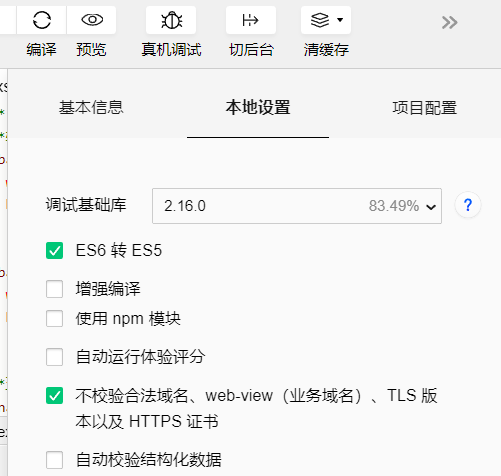 编译 预览 真机调试 切后台 清缓存
基本信息 本地设置 项目配置
调试基础库 2.16.0 83.49% ?
ES6 转 ES5
增强编译
使用 npm 模块
自动运行体验评分
不校验合法域名、web-view（业务域名）、TLS 版
本以及 HTTPS 证书
自动校验结构化数据